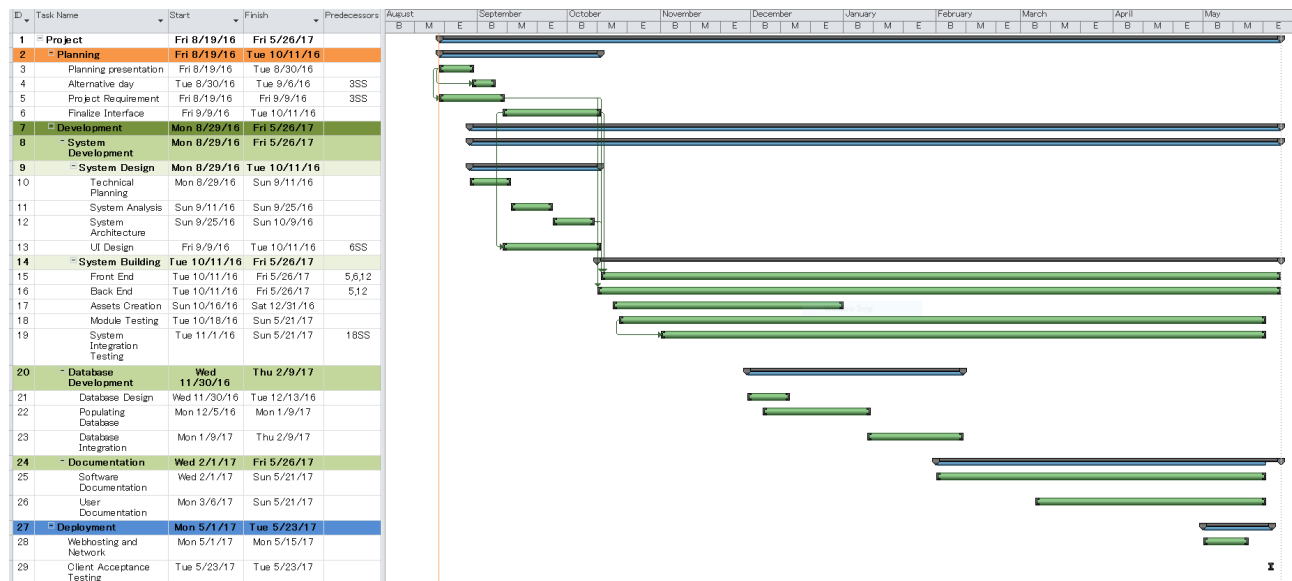 ID Task Name Start Finish Predecessors August September October November December January February March April May
B M E B M E B M E B M E B M E B M E B M E B M E B M E B M E
1 Project Fri 8/19/16 Fri 5/26/17
2 Planning Fri 8/19/16 Tue 10/11/16
3 Planning presentation Fri 8/19/16 Tue 8/30/16
4 Alternative day Tue 8/30/16 Tue 9/6/16 3SS
5 Project Requirement Fri 8/19/16 Fri 9/9/16 3SS
6 Finalize Interface Fri 9/9/16 Tue 10/11/16
7 Development Mon 8/29/16 Fri 5/26/17
8 System Mon 8/29/16 Fri 5/26/17
Development
9 System Design Mon 8/29/16 Tue 10/11/16
10 Technical Mon 8/29/16 Sun 9/11/16
Planning
11 System Analysis Sun 9/11/16 Sun 9/25/16
12 System Sun 9/25/16 Sun 10/9/16
Architecture
13 UI Design Fri 9/9/16 Tue 10/11/16 6SS
14 System Building Tue 10/11/16 Fri 5/26/17
15 Front End Tue 10/11/16 Fri 5/26/17 5,6,12
16 Back End Tue 10/11/16 Fri 5/26/17 5,12
17 Assets Creation Sun 10/16/16 Sat 12/31/16
18 Module Testing Tue 10/18/16 Sun 5/21/17
19 System Tue 11/1/16 Sun 5/21/17 18SS
Integration
Testing
20 Database Wed Thu 2/9/17
Development 11/30/16
21 Database Design Wed 11/30/16 Tue 12/13/16
22 Populating Mon 12/5/16 Mon 1/9/17
Database
23 Database Mon 1/9/17 Thu 2/9/17
Integration
24 Documentation Wed 2/1/17 Fri 5/26/17
25 Software Wed 2/1/17 Sun 5/21/17
Documentation
26 User Mon 3/6/17 Sun 5/21/17
Documentation
27 Deployment Mon 5/1/17 Tue 5/23/17
28 Webhosting and Mon 5/1/17 Mon 5/15/17
Network
29 Client Acceptance Tue 5/23/17 Tue 5/23/17
Testing